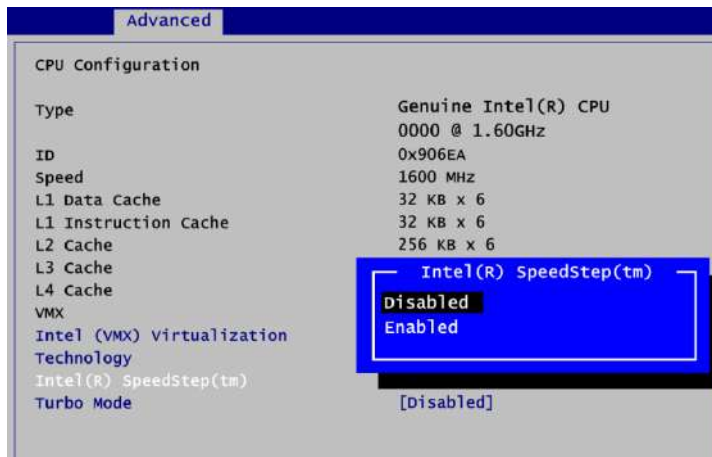 Advanced
CPU Configuration
Type Genuine Intel(R) CPU
0000 @ 1.60GHz
ID 0x906EA
Speed 1600 MHz
L1 Data Cache 32 KB x 6
L1 Instruction Cache 32 KB x 6
L2 Cache 256 KB x 6
L3 Cache
L4 Cache
VMX
Intel (VMX) Virtualization
Technology
Intel(R) SpeedStep(tm)
Turbo Mode [Disabled]
Intel(R) SpeedStep(tm)
Disabled
Enabled